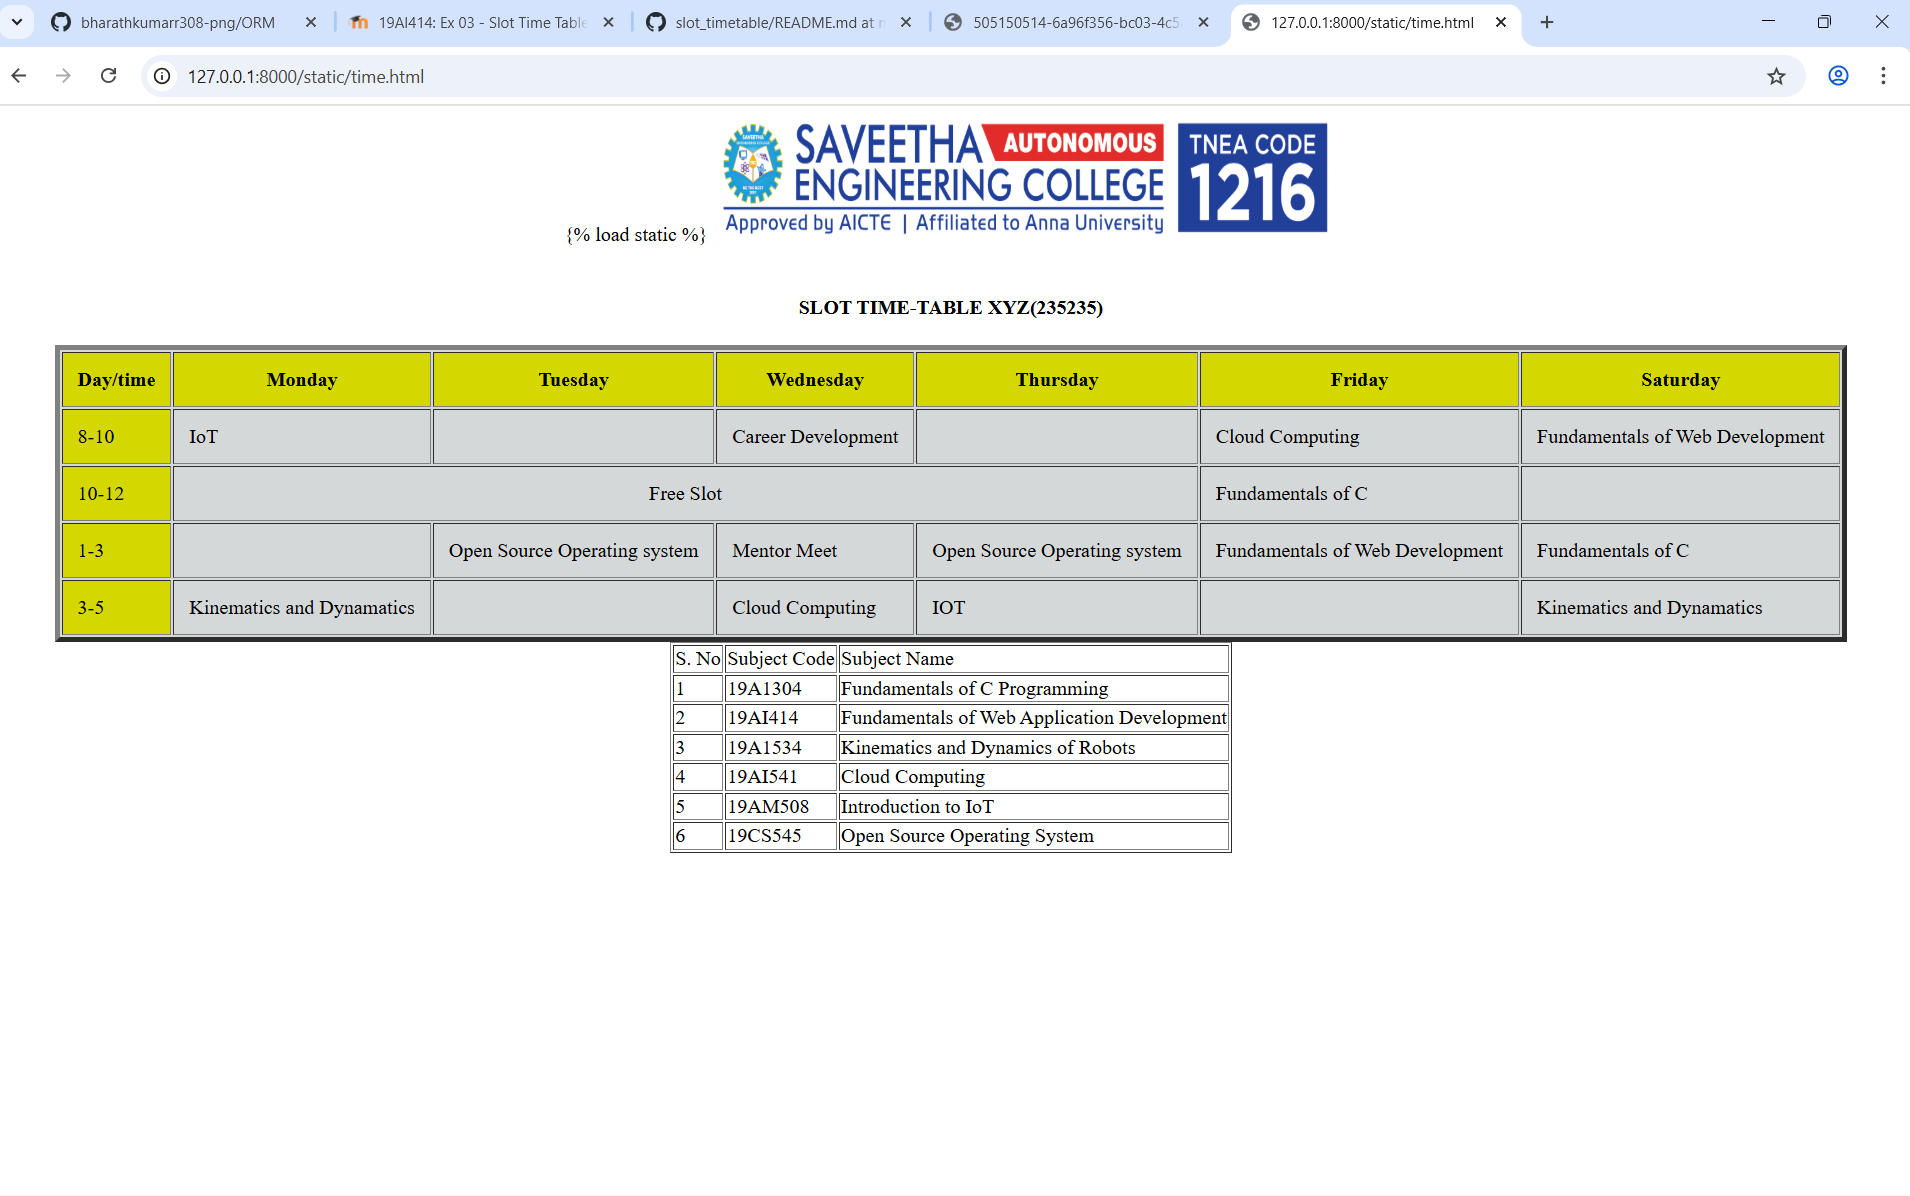 bharathkumarr308-png/ORM
19AI414: Ex 03 - Slot Time Table
slot_timetable/README.md at m
505150514-6a96f356-bc03-4c5
127.0.0.1:8000/static/time.html
127.0.0.1:8000/static/time.html
SAVEETHA AUTONOMOUS TNEA CODE
ENGINEERING COLLEGE 1216
Approved by AICTE | Affiliated to Anna University
{% load static %}
SLOT TIME-TABLE XYZ(235235)
Day/time Monday Tuesday Wednesday Thursday Friday Saturday
8-10 IoT Career Development Cloud Computing Fundamentals of Web Development
10-12 Free Slot Fundamentals of C
1-3 Open Source Operating system Mentor Meet Open Source Operating system Fundamentals of Web Development Fundamentals of C
3-5 Kinematics and Dynamatics Cloud Computing IOT Kinematics and Dynamatics
S. No Subject Code Subject Name
1 19A1304 Fundamentals of C Programming
2 19AI414 Fundamentals of Web Application Development
3 19A1534 Kinematics and Dynamics of Robots
4 19AI541 Cloud Computing
5 19AM508 Introduction to IoT
6 19CS545 Open Source Operating System